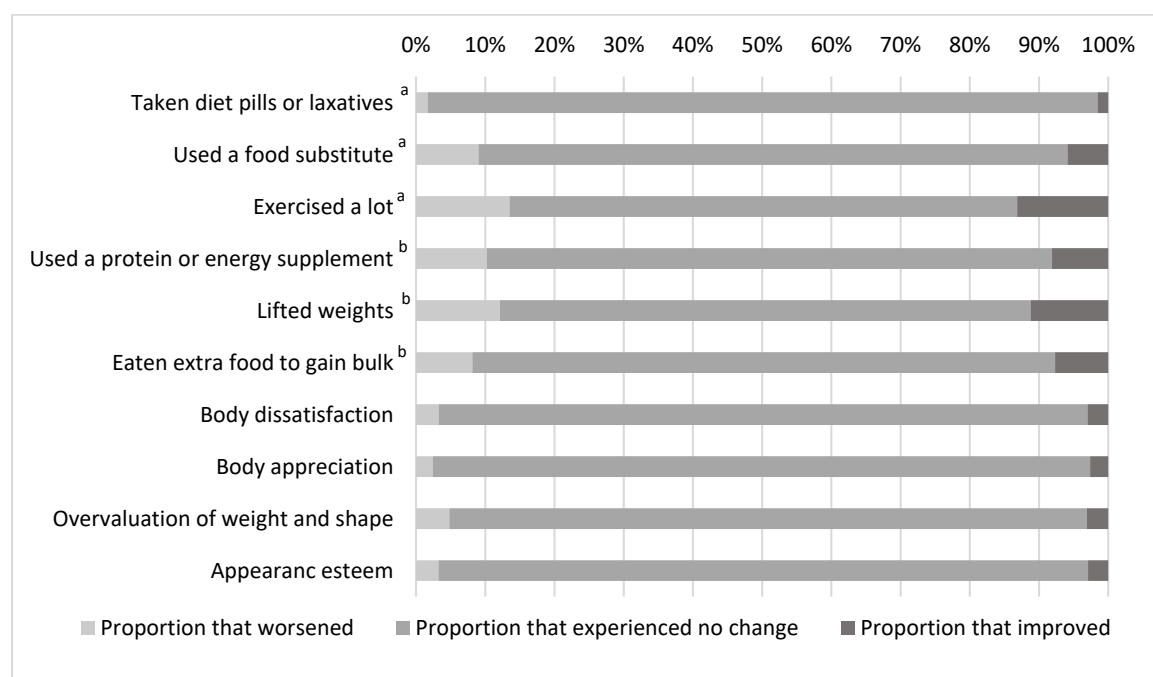 0% 10% 20% 30% 40% 50% 60% 70% 80% 90% 100%
Taken diet pills or laxatives a
Used a food substitute a
Exercised a lot a
Used a protein or energy supplement b
Lifted weights b
Eaten extra food to gain bulk b
Body dissatisfaction
Body appreciation
Overvaluation of weight and shape
Appearanc esteem
Proportion that worsened Proportion that experienced no change Proportion that improved